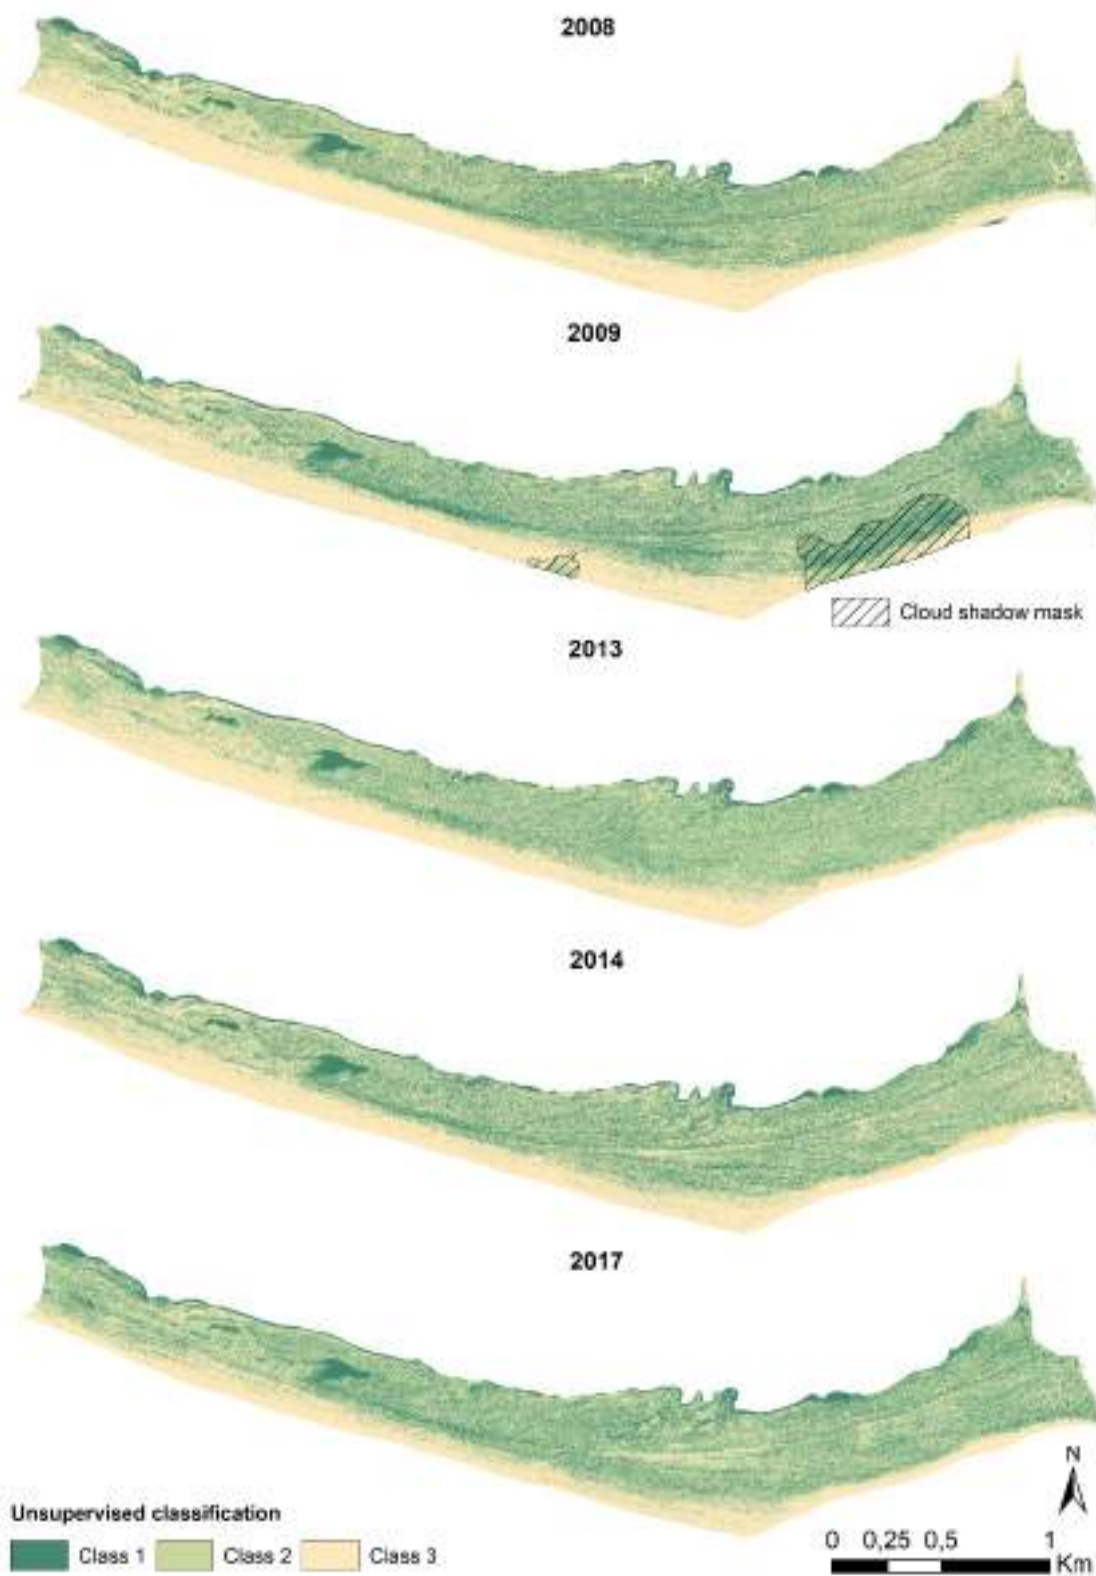 2008
2009
Cloud shadow mask
2013
2014
2017
N
Unsupervised classification
Class 1 Class 2 Class 3
0 0,25 0,5 1
Km